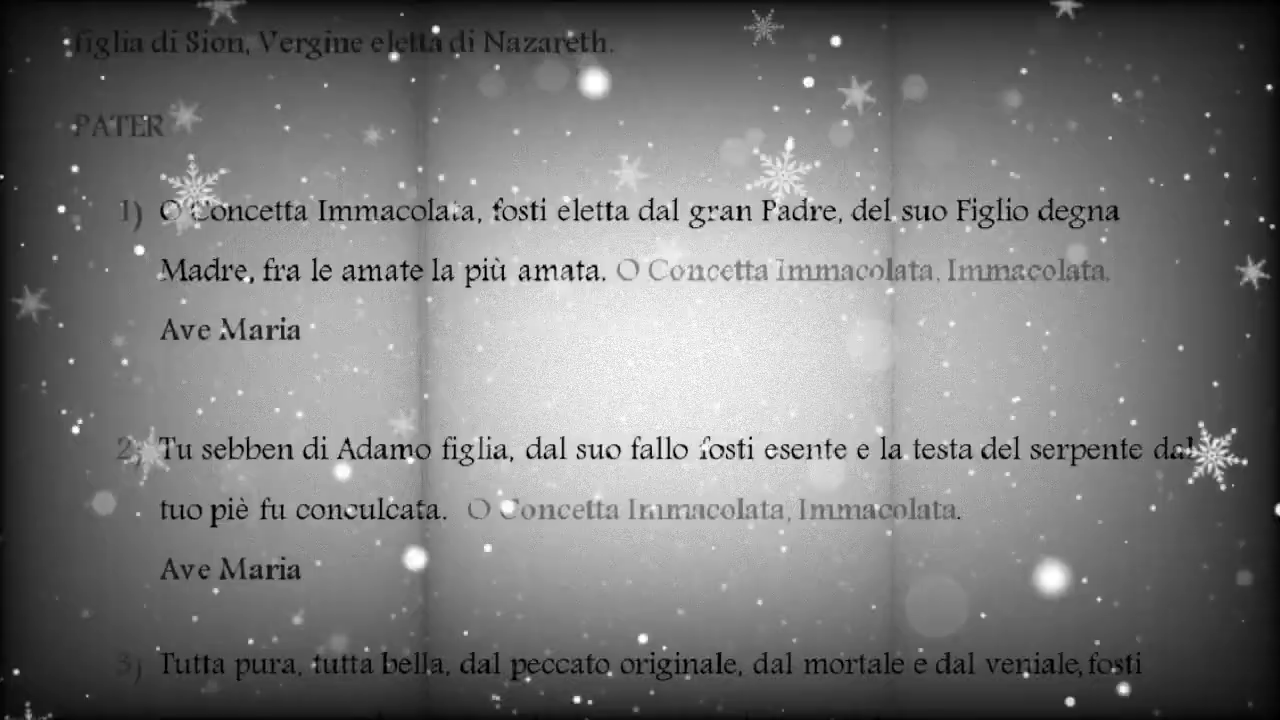 figlia di Sion, Vergine eletta di Nazareth.
PATER
1) O Concetta Immacolata, fosti eletta dal gran Padre, del suo Figlio degna
Madre, fra le amate la più amata. O Concetta Immacolata, Immacolata.
Ave Maria
2) Tu sebben di Adamo figlia, dal suo fallo fosti esente e la testa del serpente dal
tuo piè fu conculcata. O Concetta Immacolata, Immacolata.
Ave Maria
3) Tutta pura, tutta bella, dal peccato originale, dal mortale e dal veniale, fosti